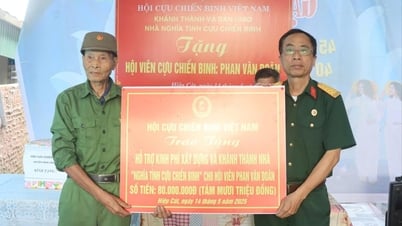 HỘI CỰU CHIẾN BINH VIỆT NAM
KHÁNH THÀNH VÀ BÀN GIAO
NHÀ NGHĨA TÌNH CỰU CHIẾN BINH
Tặng
HỘI VIÊN CỰU CHIẾN BINH: PHAN VĂN ĐOÀN
HỘI CỰU CHIẾN BINH VIỆT NAM
Trao Tặng
HỖ TRỢ KINH PHÍ XÂY DỰNG VÀ KHÁNH THÀNH NHÀ
"NGHĨA TÌNH CỰU CHIẾN BINH" CHO HỘI VIÊN PHAN VĂN ĐOÀN
SỐ TIỀN: 80.000.000Đ (TÁM MƯƠI TRIỆU ĐỒNG)
Hiệp Cát, ngày 14 tháng 5 năm 2025